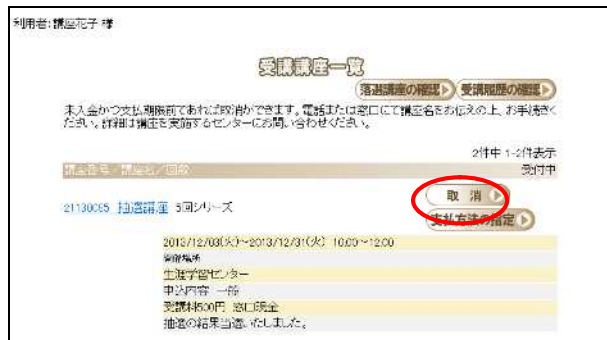 利用者:講座花子 様
受講講座一覧
落選講座の確認 受講履歴の確認
未入金かつ支払期限前であれば取消ができます。電話または窓口にて講座名をお伝えの上、お手続きく
ださい。詳細は講座を実施するセンターにお問い合わせください。
2件中 1-2件表示
講座番号/講座名/回数 受付中
21130065 抽選講座 5回シリーズ 取 消
支払方法の指定
2013/12/03(火)~2013/12/31(火) 10:00~12:00
開催場所
生涯学習センター
申込内容 一般
受講料500円 窓口現金
抽選の結果当選いたしました。